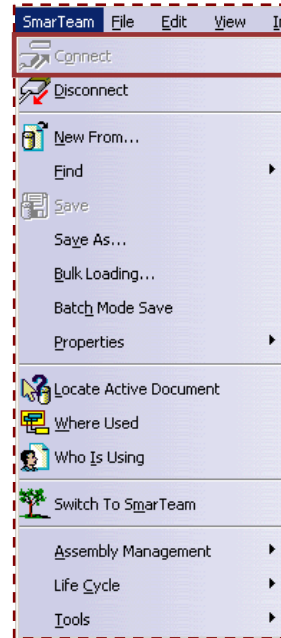 SmarTeam File Edit View
Connect
Disconnect
New From...
Find
Save
Save As...
Bulk Loading...
Batch Mode Save
Properties
Locate Active Document
Where Used
Who Is Using
Switch To SmarTeam
Assembly Management
Life Cycle
Tools